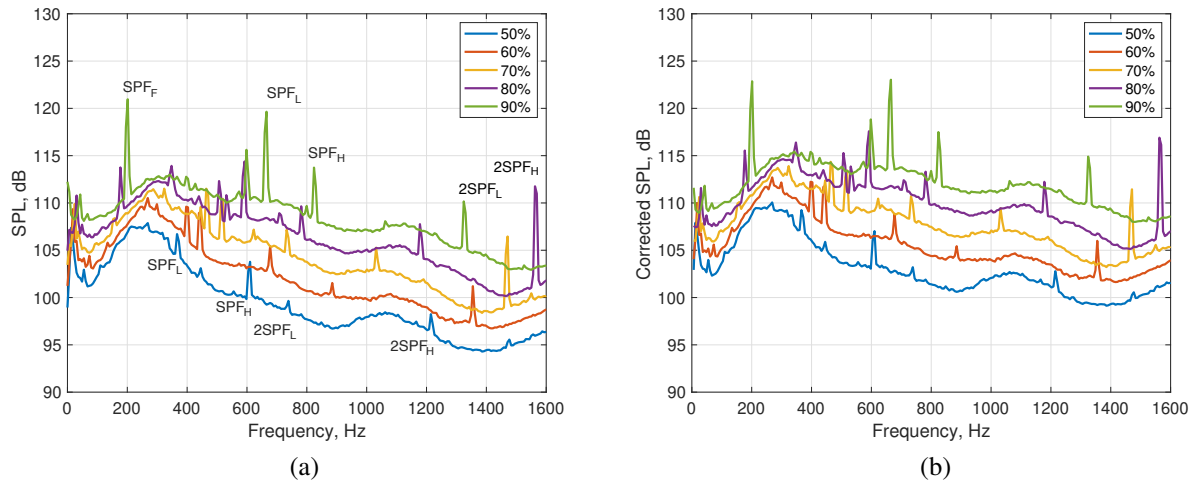 130
125
120
115
110
105
100
95
90
SPL, dB
0 200 400 600 800 1000 1200 1400 1600
Frequency, Hz
50%
60%
70%
80%
90%
SPF_F
SPF_L
SPF_H
2SPF_H
2SPF_L
SPF_L
SPF_H
2SPF_L
2SPF_H
(a)
130
125
120
115
110
105
100
95
90
Corrected SPL, dB
0 200 400 600 800 1000 1200 1400 1600
Frequency, Hz
50%
60%
70%
80%
90%
(b)